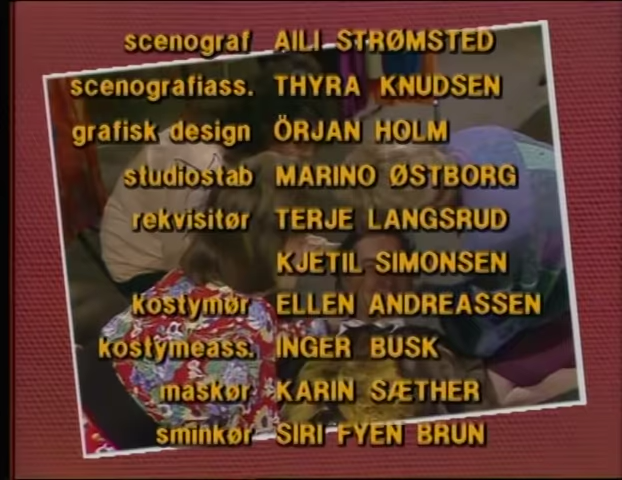 scenograf AILI STRØMSTED
scenografiass. THYRA KNUDSEN
grafisk design ÖRJAN HOLM
studiostab MARINO ØSTBORG
rekvisitør TERJE LANGSRUD
KJETIL SIMONSEN
kostymør ELLEN ANDREASSEN
kostymeass. INGER BUSK
maskør KARIN SÆTHER
sminkør SIRI FYEN BRUN